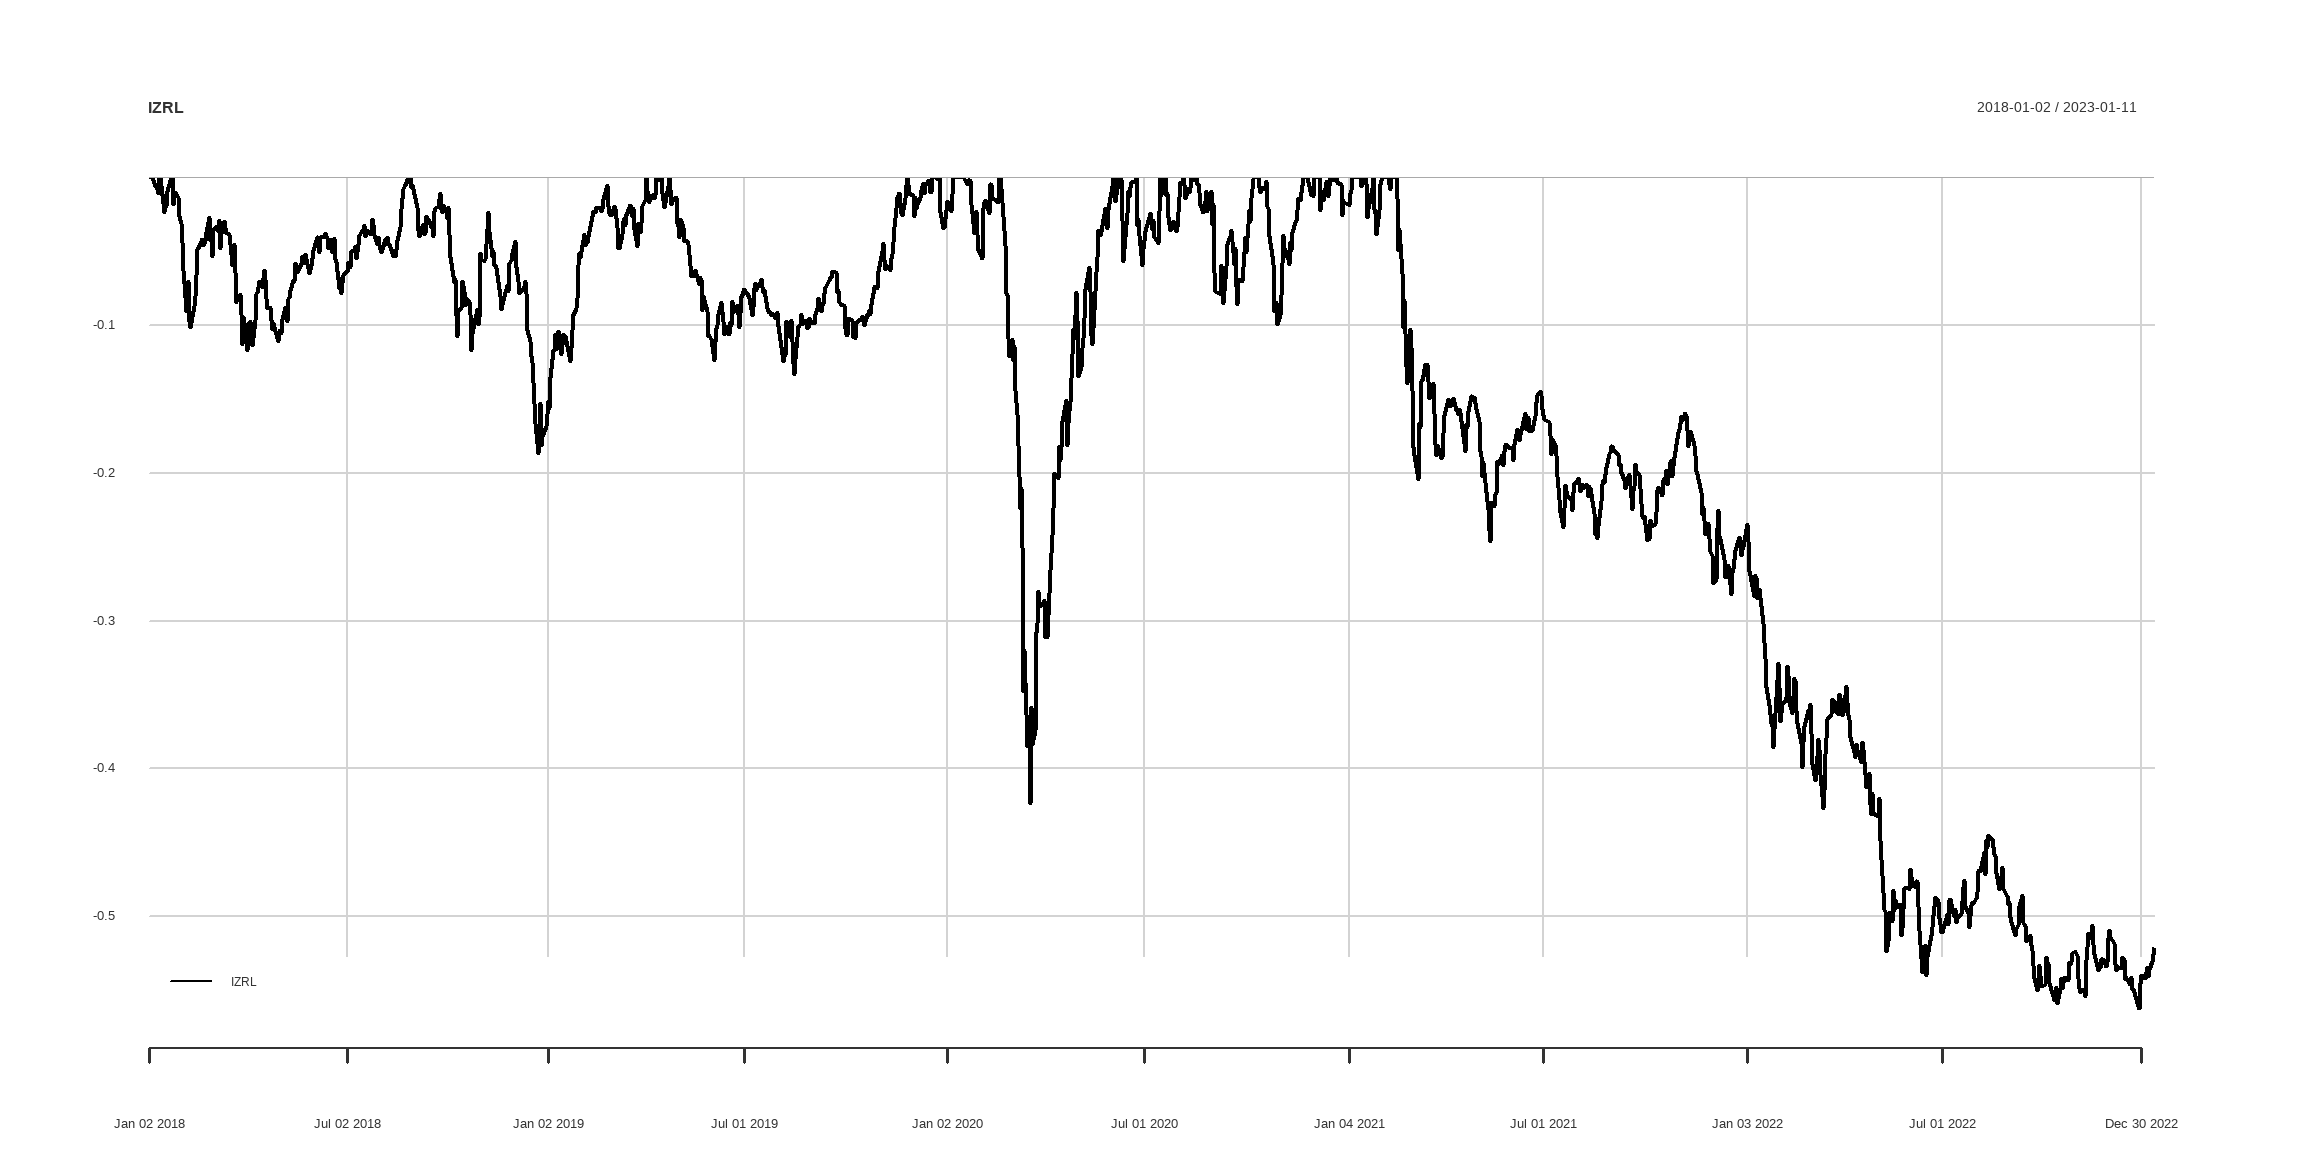 IZRL
2018-01-02 / 2023-01-11
-0.1
-0.2
-0.3
-0.4
-0.5
IZRL
Jan 02 2018
Jul 02 2018
Jan 02 2019
Jul 01 2019
Jan 02 2020
Jul 01 2020
Jan 04 2021
Jul 01 2021
Jan 03 2022
Jul 01 2022
Dec 30 2022